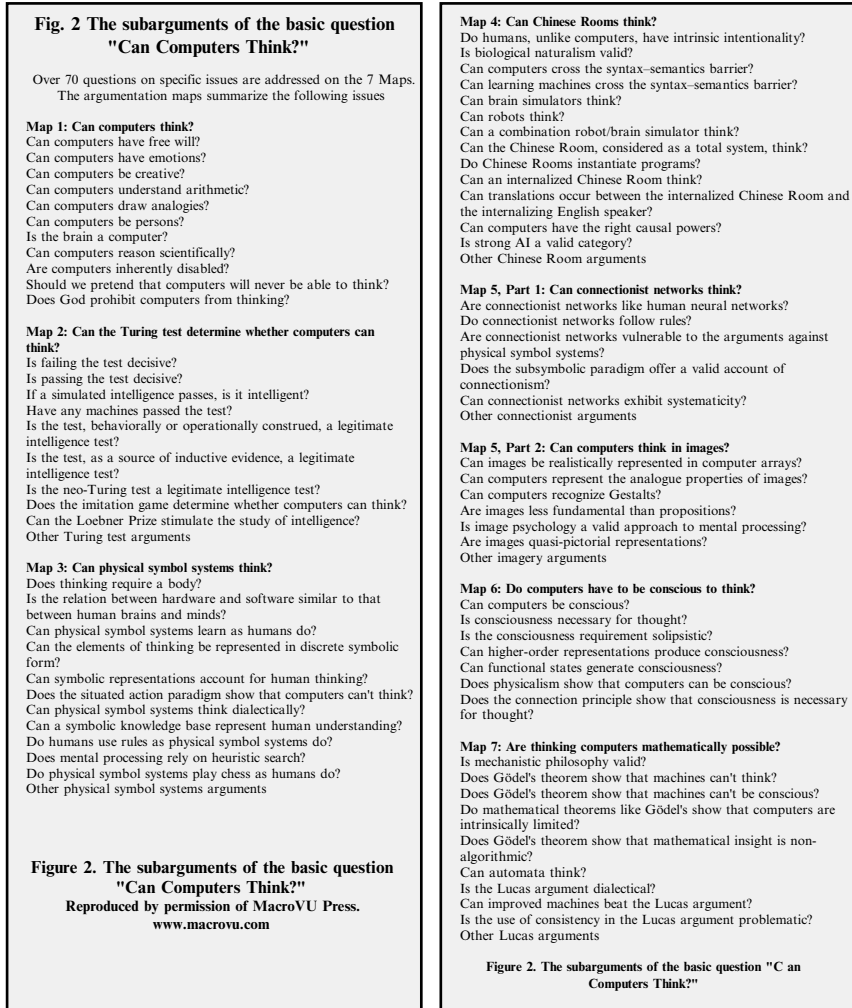 Fig. 2 The subarguments of the basic question
"Can Computers Think?"
Over 70 questions on specific issues are addressed on the 7 Maps.
The argumentation maps summarize the following issues
Map 1: Can computers think?
Can computers have free will?
Can computers have emotions?
Can computers be creative?
Can computers understand arithmetic?
Can computers draw analogies?
Can computers be persons?
Is the brain a computer?
Can computers reason scientifically?
Are computers inherently disabled?
Should we pretend that computers will never be able to think?
Does God prohibit computers from thinking?
Map 2: Can the Turing test determine whether computers can
think?
Is failing the test decisive?
Is passing the test decisive?
If a simulated intelligence passes, is it intelligent?
Have any machines passed the test?
Is the test, behaviorally or operationally construed, a legitimate
intelligence test?
Is the test, as a source of inductive evidence, a legitimate
intelligence test?
Is the neo-Turing test a legitimate intelligence test?
Does the imitation game determine whether computers can think?
Can the Loebner Prize stimulate the study of intelligence?
Other Turing test arguments
Map 3: Can physical symbol systems think?
Does thinking require a body?
Is the relation between hardware and software similar to that
between human brains and minds?
Can physical symbol systems learn as humans do?
Can the elements of thinking be represented in discrete symbolic
form?
Can symbolic representations account for human thinking?
Does the situated action paradigm show that computers can't think?
Can physical symbol systems think dialectically?
Can a symbolic knowledge base represent human understanding?
Do humans use rules as physical symbol systems do?
Does mental processing rely on heuristic search?
Do physical symbol systems play chess as humans do?
Other physical symbol systems arguments
Figure 2. The subarguments of the basic question
"Can Computers Think?"
Reproduced by permission of MacroVU Press.
www.macrovu.com
Map 4: Can Chinese Rooms think?
Do humans, unlike computers, have intrinsic intentionality?
Is biological naturalism valid?
Can computers cross the syntax–semantics barrier?
Can learning machines cross the syntax–semantics barrier?
Can brain simulators think?
Can robots think?
Can a combination robot/brain simulator think?
Can the Chinese Room, considered as a total system, think?
Do Chinese Rooms instantiate programs?
Can an internalized Chinese Room think?
Can translations occur between the internalized Chinese Room and
the internalizing English speaker?
Can computers have the right causal powers?
Is strong AI a valid category?
Other Chinese Room arguments
Map 5, Part 1: Can connectionist networks think?
Are connectionist networks like human neural networks?
Do connectionist networks follow rules?
Are connectionist networks vulnerable to the arguments against
physical symbol systems?
Does the subsymbolic paradigm offer a valid account of
connectionism?
Can connectionist networks exhibit systematicity?
Other connectionist arguments
Map 5, Part 2: Can computers think in images?
Can images be realistically represented in computer arrays?
Can computers represent the analogue properties of images?
Can computers recognize Gestalts?
Are images less fundamental than propositions?
Is image psychology a valid approach to mental processing?
Are images quasi-pictorial representations?
Other imagery arguments
Map 6: Do computers have to be conscious to think?
Can computers be conscious?
Is consciousness necessary for thought?
Is the consciousness requirement solipsistic?
Can higher-order representations produce consciousness?
Can functional states generate consciousness?
Does physicalism show that computers can be conscious?
Does the connection principle show that consciousness is necessary
for thought?
Map 7: Are thinking computers mathematically possible?
Is mechanistic philosophy valid?
Does Gödel's theorem show that machines can't think?
Does Gödel's theorem show that machines can't be conscious?
Do mathematical theorems like Gödel's show that computers are
intrinsically limited?
Does Gödel's theorem show that mathematical insight is non-
algorithmic?
Can automata think?
Is the Lucas argument dialectical?
Can improved machines beat the Lucas argument?
Is the use of consistency in the Lucas argument problematic?
Other Lucas arguments
Figure 2. The subarguments of the basic question "C an
Computers Think?"